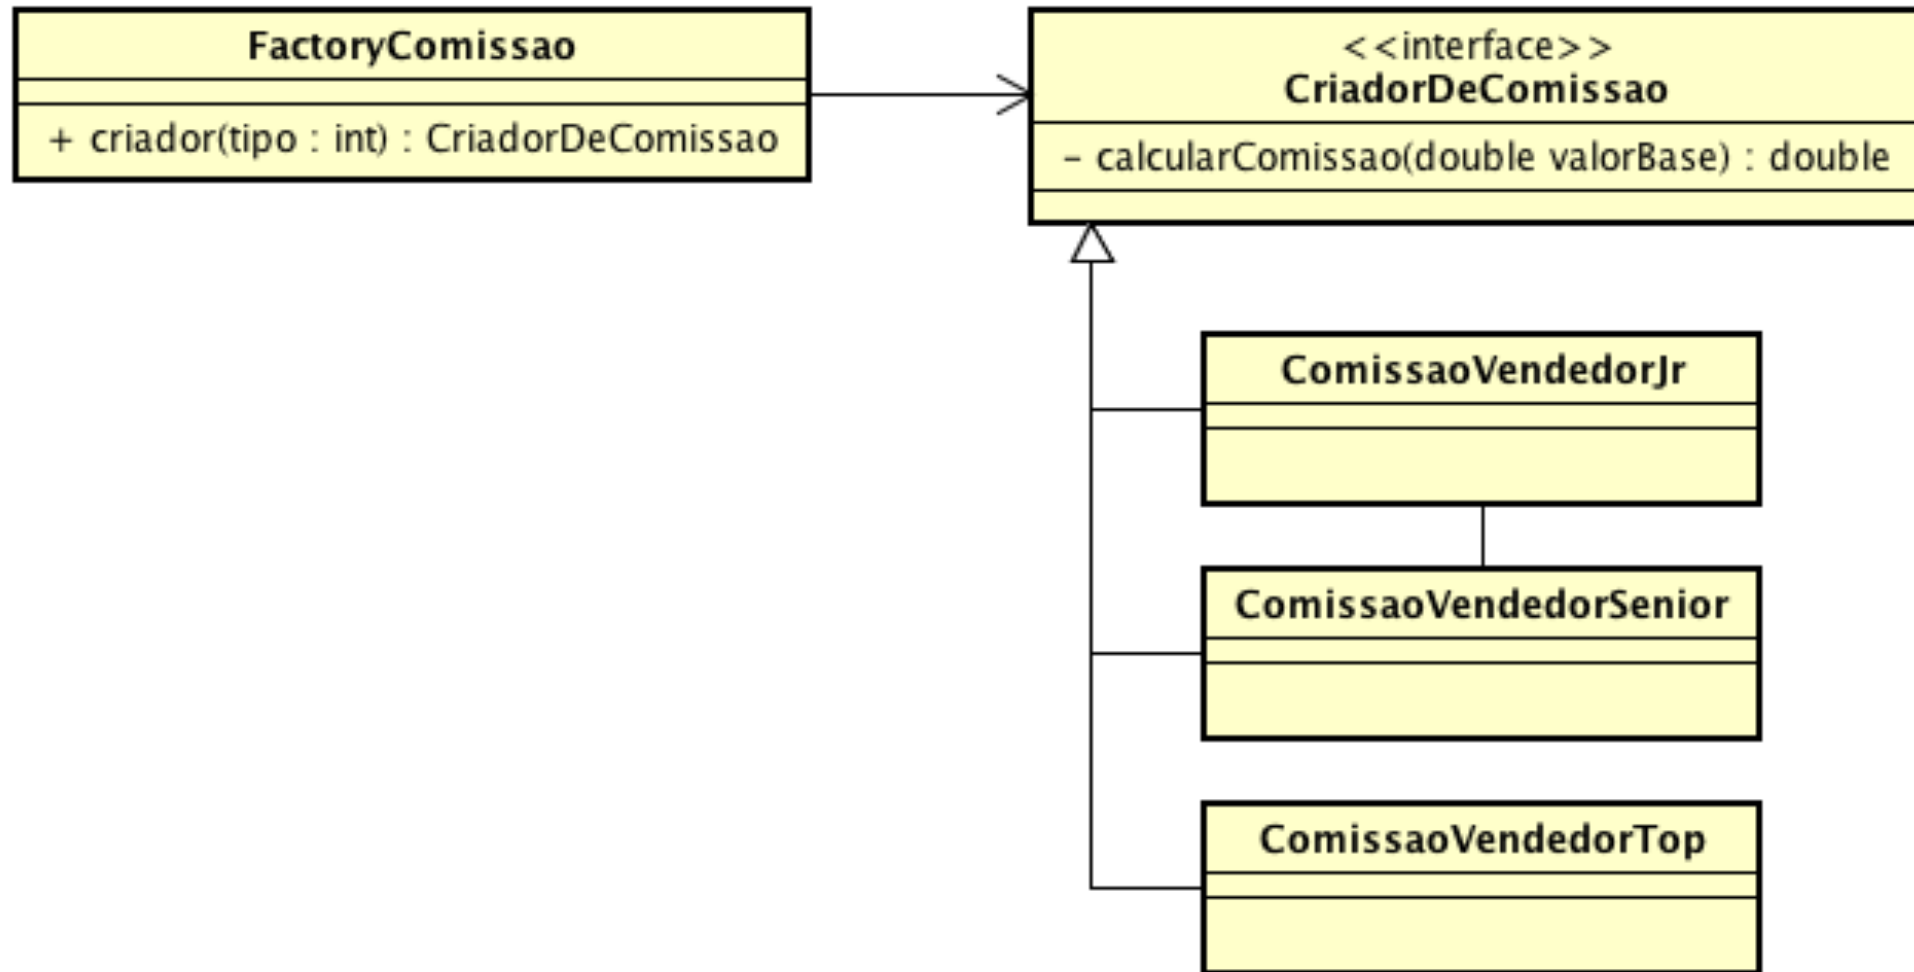 FactoryComissao
+ criador(tipo : int) : CriadorDeComissao
<<interface>>
CriadorDeComissao
- calcularComissao(double valorBase) : double
ComissaoVendedorJr
ComissaoVendedorSenior
ComissaoVendedorTop